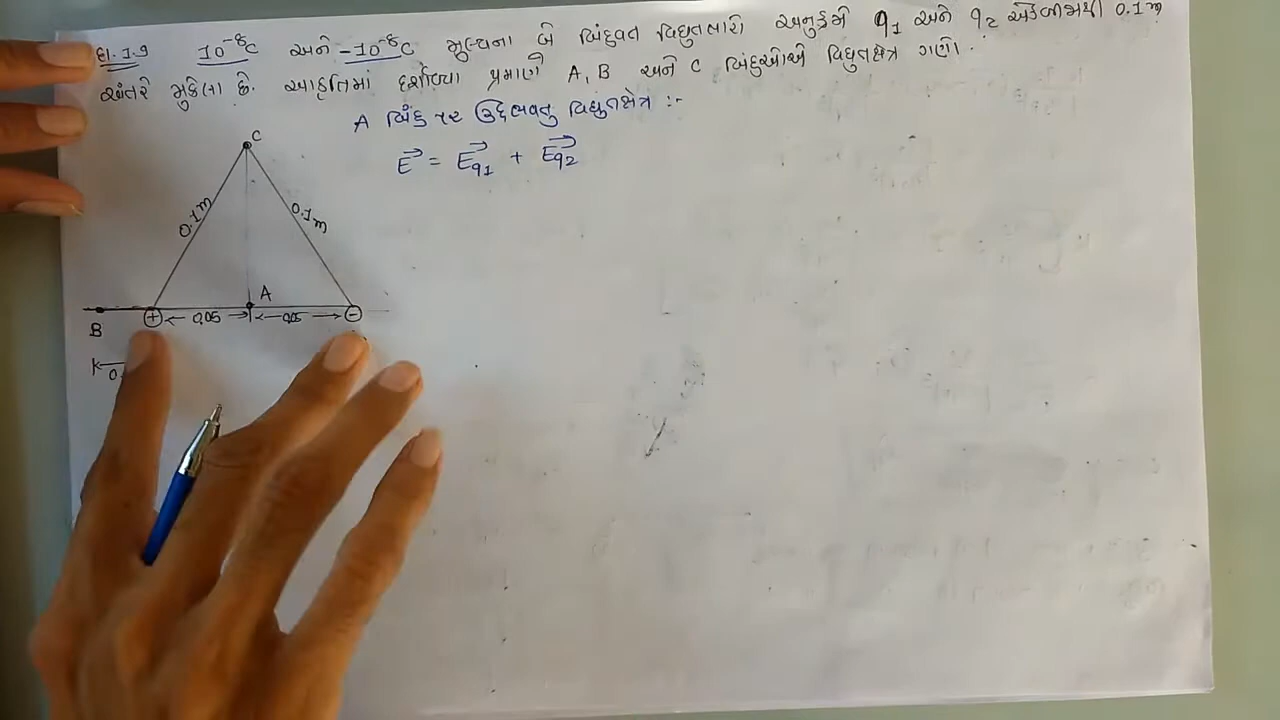 દા.1.9 10⁻⁸C અને -10⁻⁸C મૂલ્યના બે બિંદુવત વિદ્યુતભારો અનુક્રમે q₁ અને q₂ એકબીજાથી 0.1m
અંતરે મુકેલા છે. આકૃતિમાં દર્શાવ્યા પ્રમાણે A, B અને C બિંદુઓએ વિદ્યુતક્ષેત્ર ગણો.
A બિંદુ પર ઉદ્દભવતુ વિદ્યુતક્ષેત્ર :-
E⃗ = E⃗q₁ + E⃗q₂
C
0.1m 0.1m
A
+ 0.05 0.05 -
B